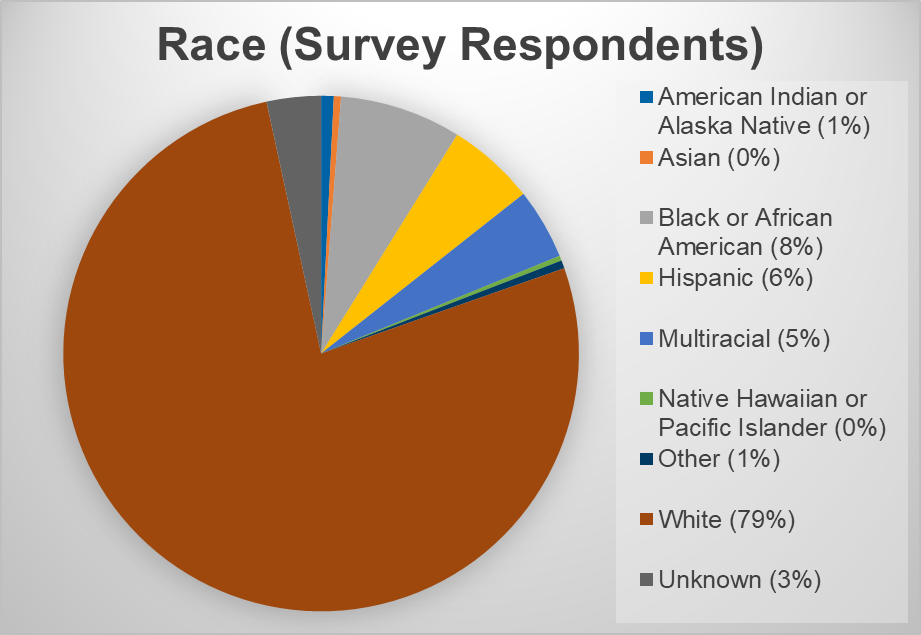 Race (Survey Respondents)
American Indian or
Alaska Native (1%)
Asian (0%)
Black or African
American (8%)
Hispanic (6%)
Multiracial (5%)
Native Hawaiian or
Pacific Islander (0%)
Other (1%)
White (79%)
Unknown (3%)